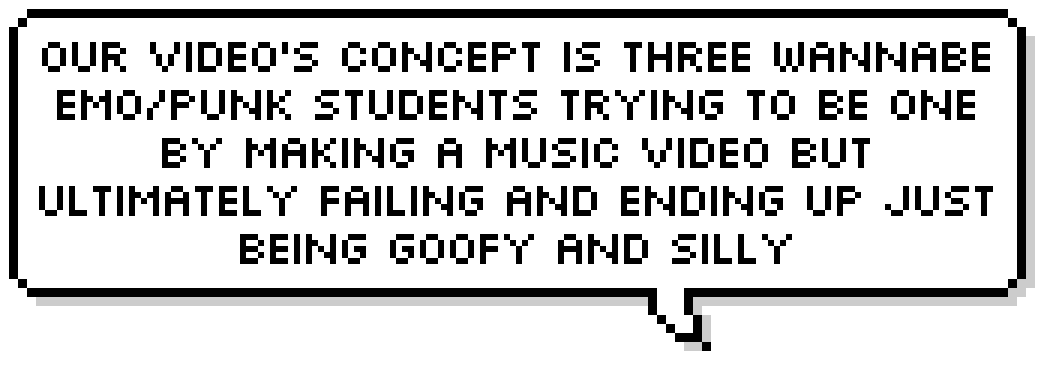 OUR VIDEO'S CONCEPT IS THREE WANNABE
EMO/PUNK STUDENTS TRYING TO BE ONE
BY MAKING A MUSIC VIDEO BUT
ULTIMATELY FAILING AND ENDING UP JUST
BEING GOOFY AND SILLY